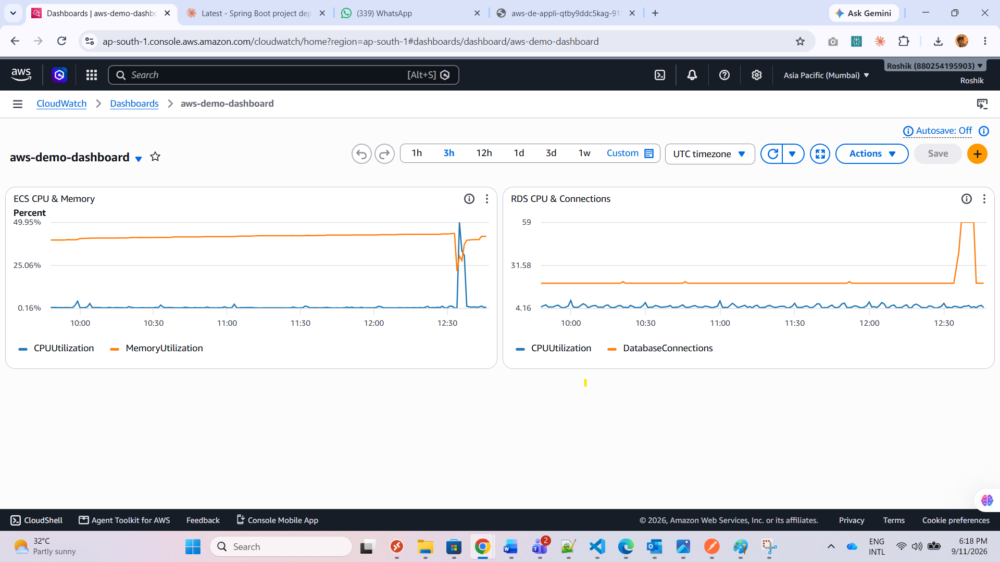 Dashboards | aws-demo-dashbo
Latest - Spring Boot project dep
(339) WhatsApp
aws-de-appli-qtby9ddc5kag-91
Ask Gemini
ap-south-1.console.aws.amazon.com/cloudwatch/home?region=ap-south-1#dashboards/dashboard/aws-demo-dashboard
aws
Search
[Alt+S]
Asia Pacific (Mumbai)
Roshik (880254195903)
Roshik
CloudWatch
Dashboards
aws-demo-dashboard
Autosave: Off
aws-demo-dashboard
1h
3h
12h
1d
3d
1w
Custom
UTC timezone
Actions
Save
ECS CPU & Memory
Percent
49.95%
25.06%
0.16%
10:00
10:30
11:00
11:30
12:00
12:30
CPUUtilization
MemoryUtilization
RDS CPU & Connections
59
31.58
4.16
10:00
10:30
11:00
11:30
12:00
12:30
CPUUtilization
DatabaseConnections
CloudShell
Agent Toolkit for AWS
Feedback
Console Mobile App
© 2026, Amazon Web Services, Inc. or its affiliates.
Privacy
Terms
Cookie preferences
32°C
Partly sunny
Search
2
ENG
INTL
6:18 PM
9/11/2026